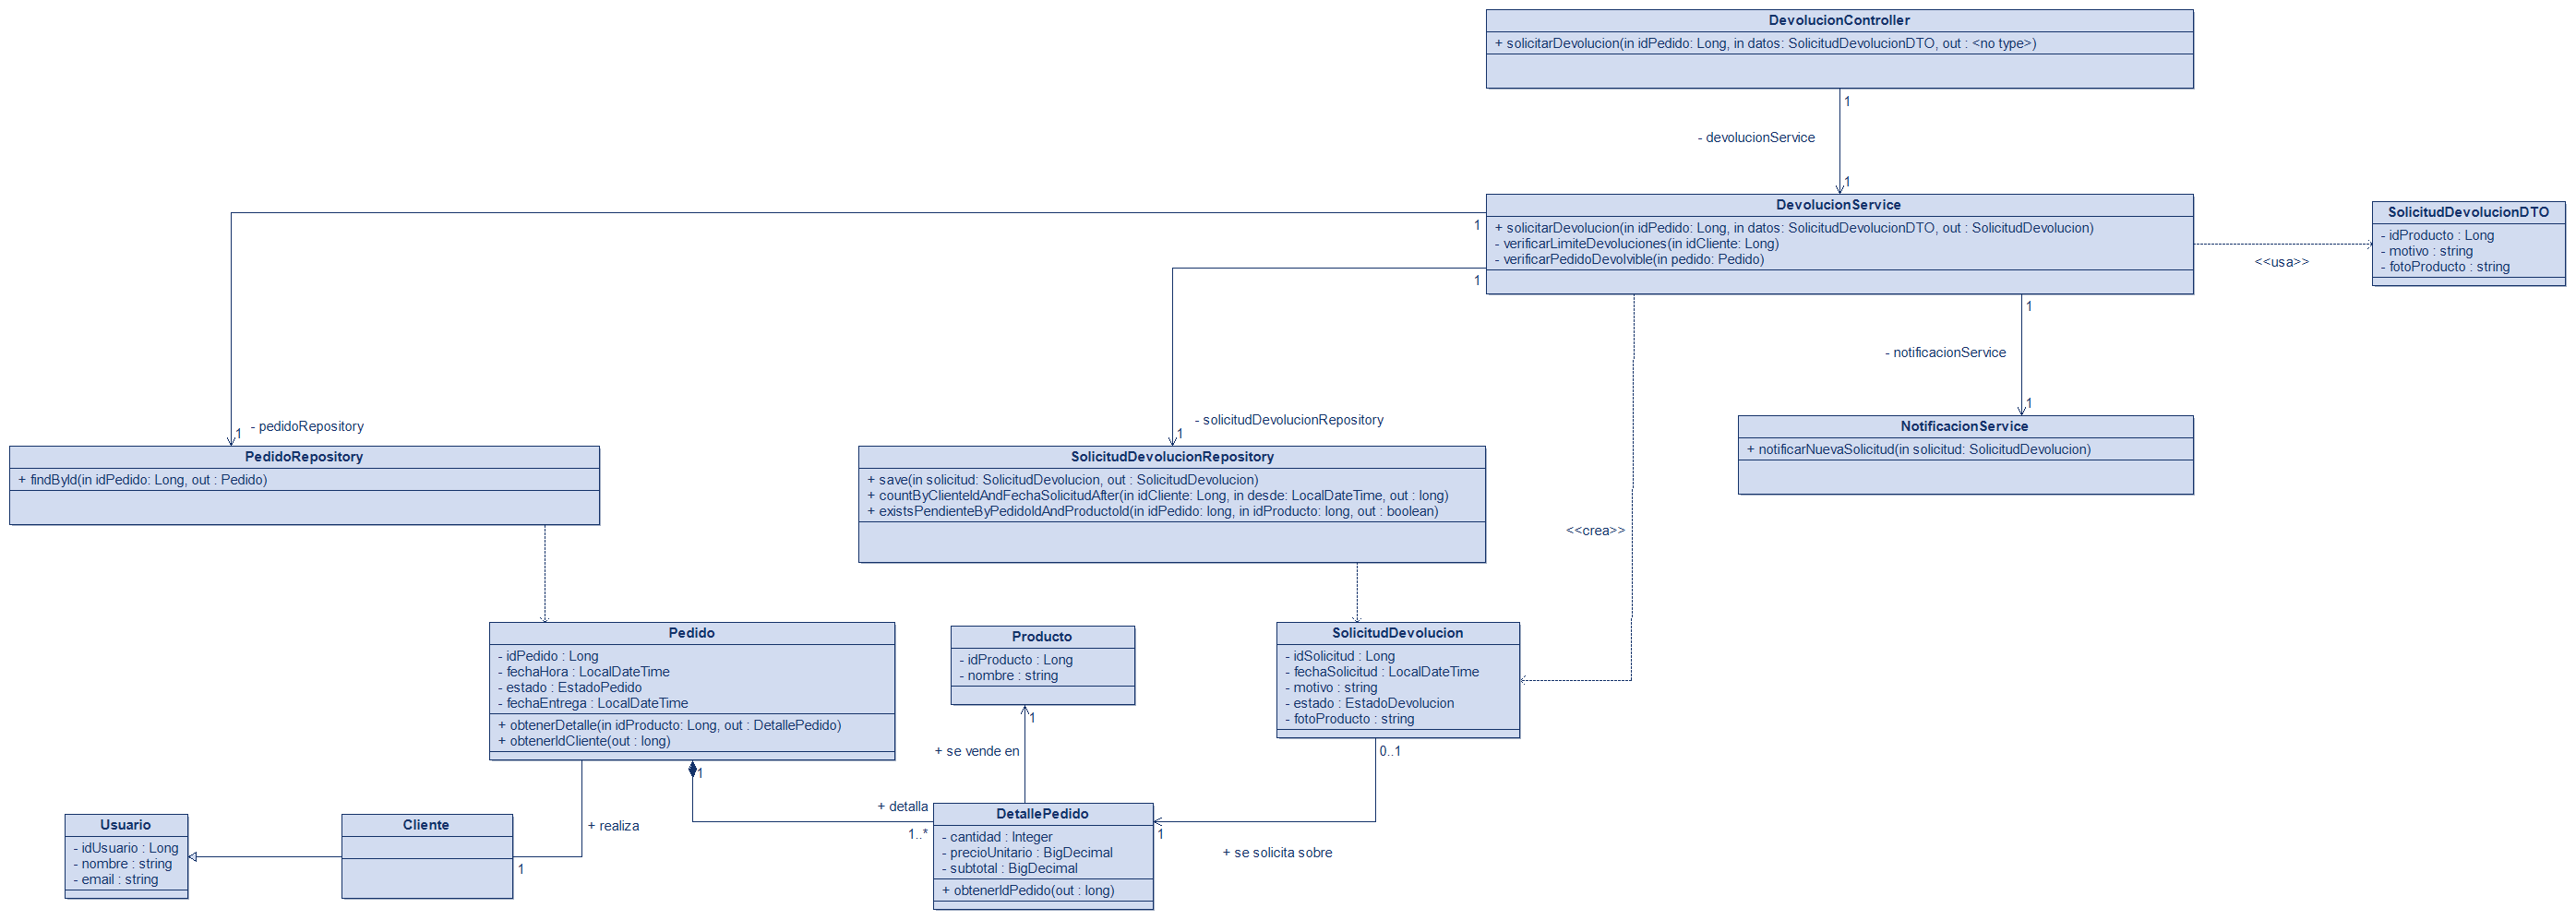 DevolucionController
+ solicitarDevolucion(in idPedido: Long, in datos: SolicitudDevolucionDTO, out : <no type>)
1
- devolucionService
1
DevolucionService
+ solicitarDevolucion(in idPedido: Long, in datos: SolicitudDevolucionDTO, out : SolicitudDevolucion)
- verificarLimiteDevoluciones(in idCliente: Long)
- verificarPedidoDevolvible(in pedido: Pedido)
1
1
<<usa>>
SolicitudDevolucionDTO
- idProducto : Long
- motivo : string
- fotoProducto : string
1
- notificacionService
1
NotificacionService
+ notificarNuevaSolicitud(in solicitud: SolicitudDevolucion)
1
- pedidoRepository
PedidoRepository
+ findById(in idPedido: Long, out : Pedido)
- solicitudDevolucionRepository
1
SolicitudDevolucionRepository
+ save(in solicitud: SolicitudDevolucion, out : SolicitudDevolucion)
+ countByClienteIdAndFechaSolicitudAfter(in idCliente: Long, in desde: LocalDateTime, out : long)
+ existsPendienteByPedidoIdAndProductoId(in idPedido: long, in idProducto: long, out : boolean)
<<crea>>
Pedido
- idPedido : Long
- fechaHora : LocalDateTime
- estado : EstadoPedido
- fechaEntrega : LocalDateTime
+ obtenerDetalle(in idProducto: Long, out : DetallePedido)
+ obtenerIdCliente(out : long)
Producto
- idProducto : Long
- nombre : string
1
+ se vende en
SolicitudDevolucion
- idSolicitud : Long
- fechaSolicitud : LocalDateTime
- motivo : string
- estado : EstadoDevolucion
- fotoProducto : string
0..1
1
+ detalla
1..*
+ realiza
1
Usuario
- idUsuario : Long
- nombre : string
- email : string
Cliente
DetallePedido
- cantidad : Integer
- precioUnitario : BigDecimal
- subtotal : BigDecimal
+ obtenerIdPedido(out : long)
1
+ se solicita sobre